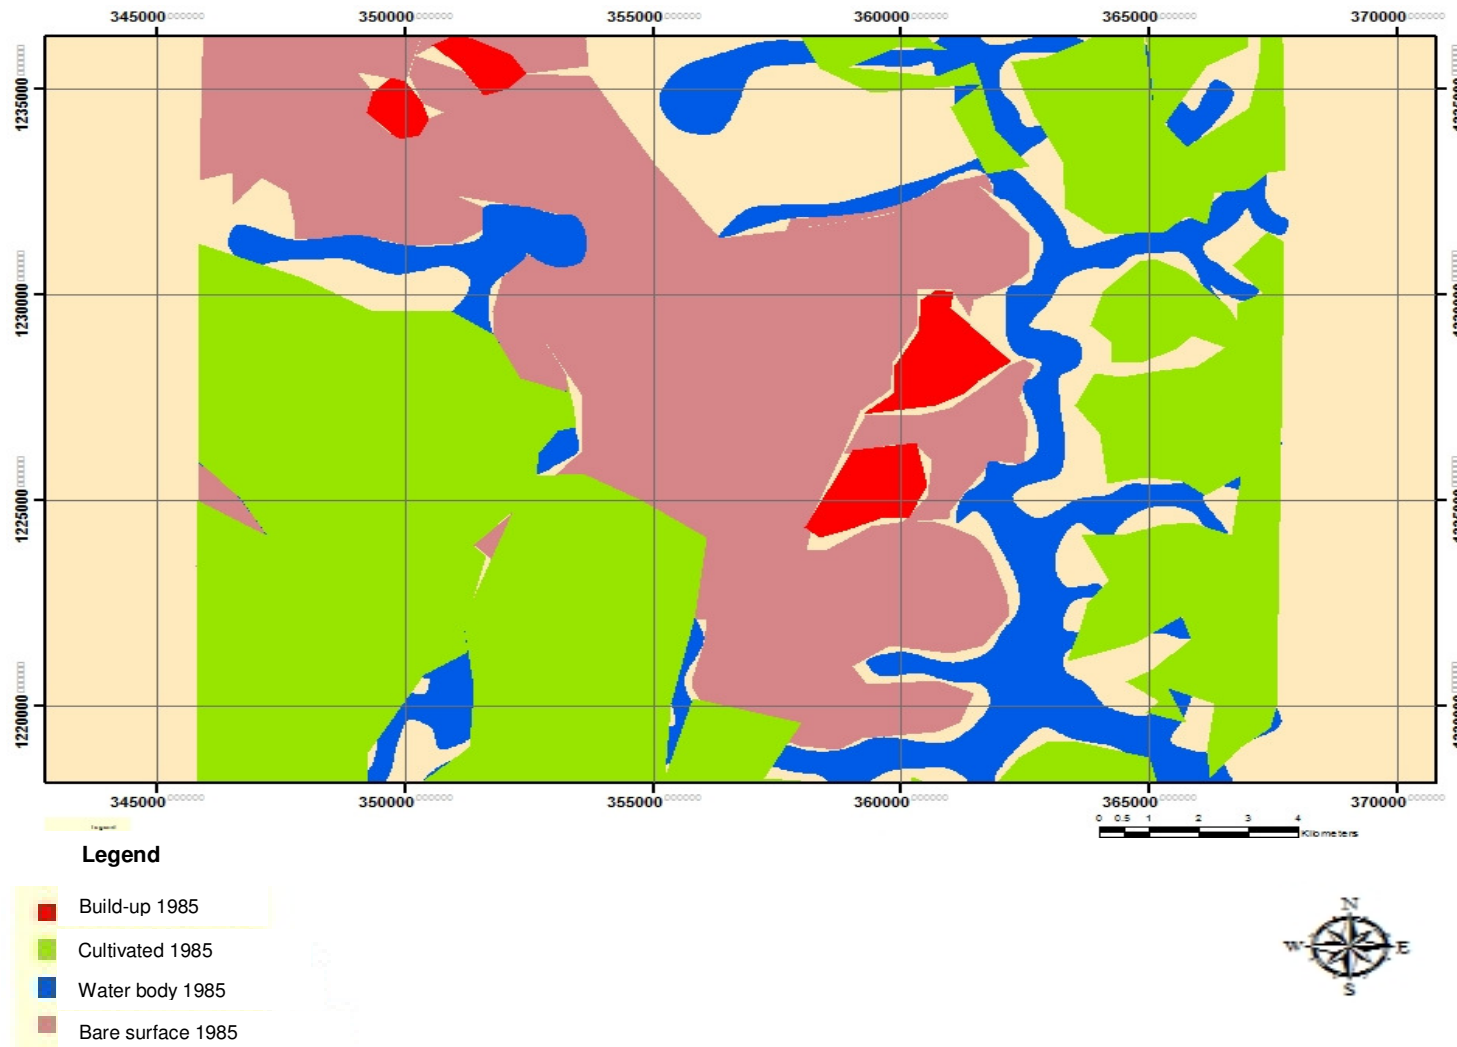 345000 350000 355000 360000 365000 370000
1235000
1230000
1225000
1220000
345000 350000 355000 360000 365000 370000
0 0.5 1 2 3 4
Kilometers
legend
Legend
Build-up 1985
Cultivated 1985
Water body 1985
Bare surface 1985
N
W E
S